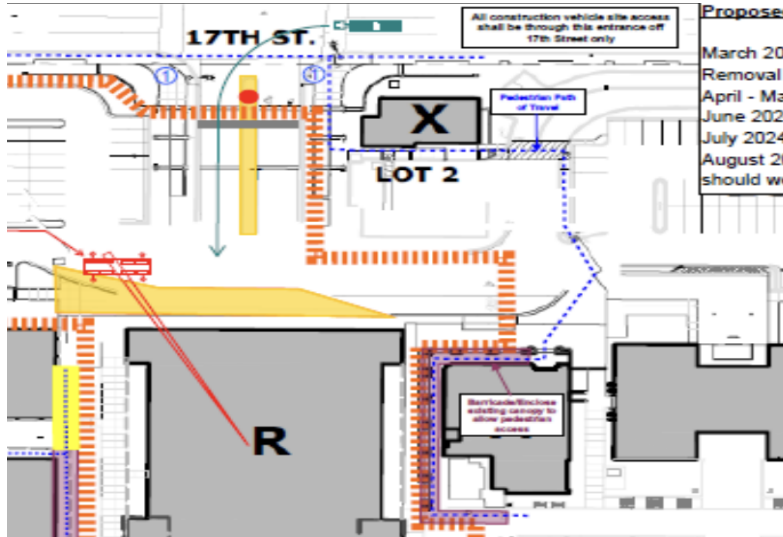 17TH ST.
All construction vehicle site access
shall be through this entrance off
17th Street only
Propose
March 20
Removal
April - Ma
June 202
July 2024
August 2
should w
1
1
X
Pedestrian Path
of Travel
LOT 2
Barricade/Enclose
existing canopy to
allow pedestrian
access
R